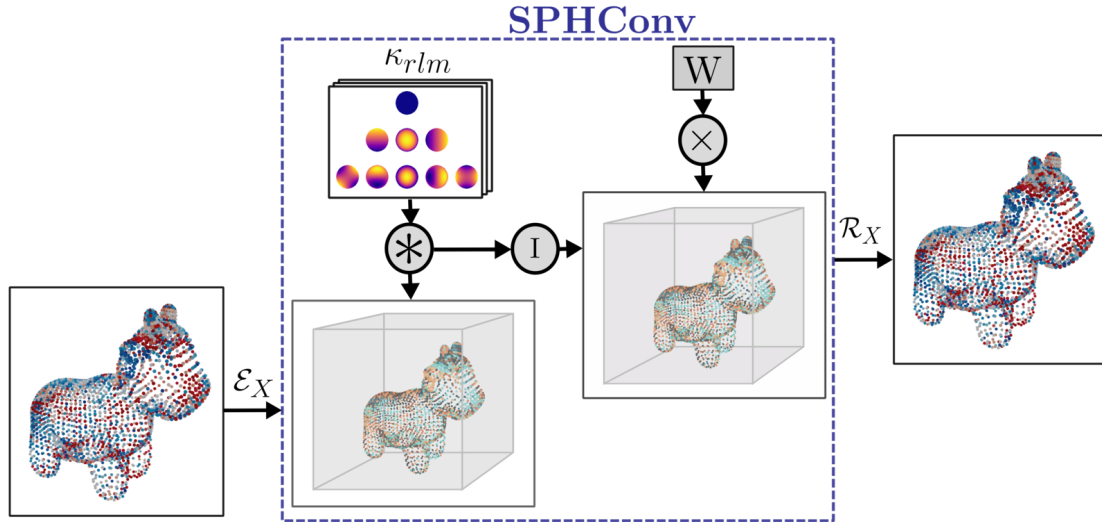 SPHConv
κ_{rlm}
W
×
∗
I
ℛ_X
ℰ_X